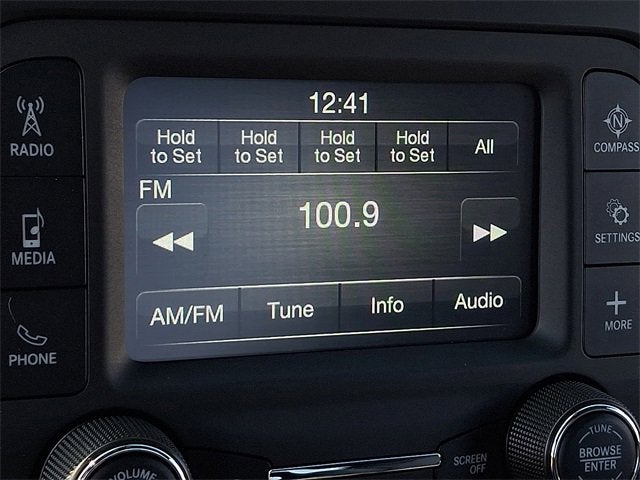 12:41
Hold to Set
Hold to Set
Hold to Set
Hold to Set
All
FM
100.9
AM/FM
Tune
Info
Audio
RADIO
MEDIA
PHONE
N
COMPASS
SETTINGS
MORE
VOLUME
SCREEN
OFF
TUNE
BROWSE
ENTER